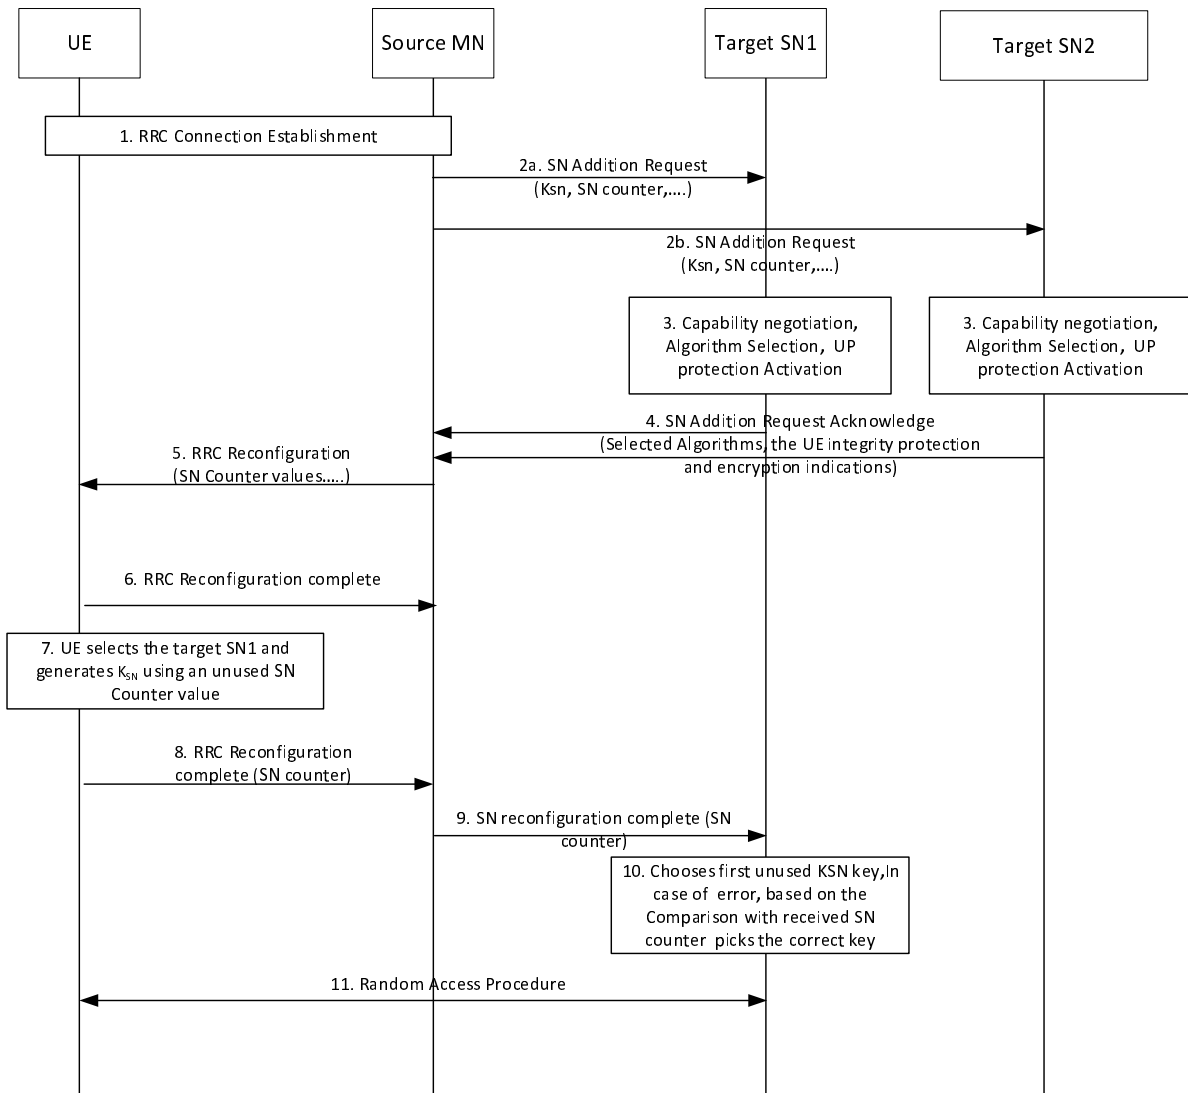 UE
Source MN
Target SN1
Target SN2
1. RRC Connection Establishment
2a. SN Addition Request
(Ksn, SN counter,....)
2b. SN Addition Request
(Ksn, SN counter,....)
3. Capability negotiation,
Algorithm Selection, UP
protection Activation
3. Capability negotiation,
Algorithm Selection, UP
protection Activation
4. SN Addition Request Acknowledge
(Selected Algorithms, the UE integrity protection
and encryption indications)
5. RRC Reconfiguration
(SN Counter values.....)
6. RRC Reconfiguration complete
7. UE selects the target SN1 and
generates KSN using an unused SN
Counter value
8. RRC Reconfiguration
complete (SN counter)
9. SN reconfiguration complete (SN
counter)
10. Chooses first unused KSN key,In
case of error, based on the
Comparison with received SN
counter picks the correct key
11. Random Access Procedure